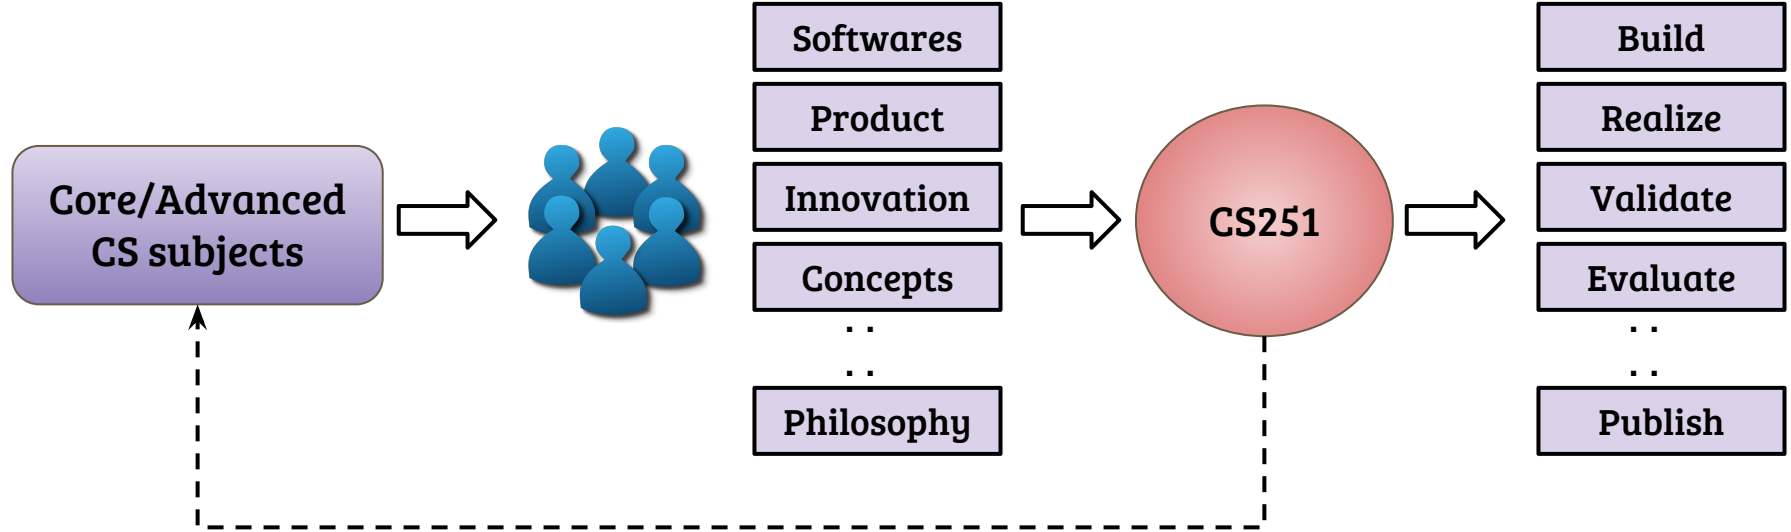 Core/Advanced
CS subjects
Softwares
Product
Innovation
Concepts
. .
. .
Philosophy
CS251
Build
Realize
Validate
Evaluate
. .
. .
Publish